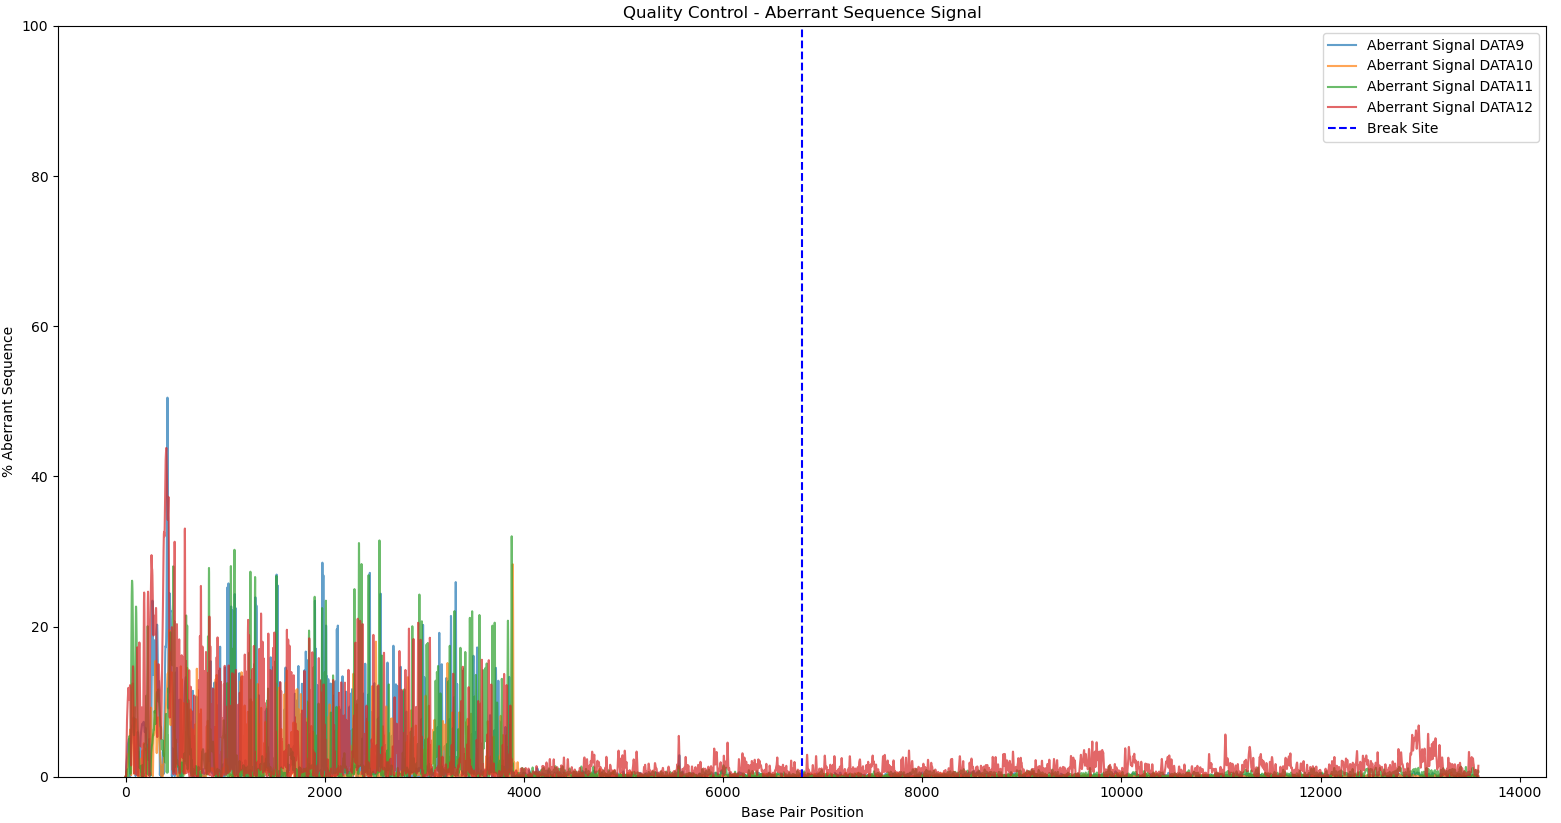 Quality Control - Aberrant Sequence Signal
100
80
60
40
20
0
% Aberrant Sequence
Aberrant Signal DATA9
Aberrant Signal DATA10
Aberrant Signal DATA11
Aberrant Signal DATA12
Break Site
0 2000 4000 6000 8000 10000 12000 14000
Base Pair Position